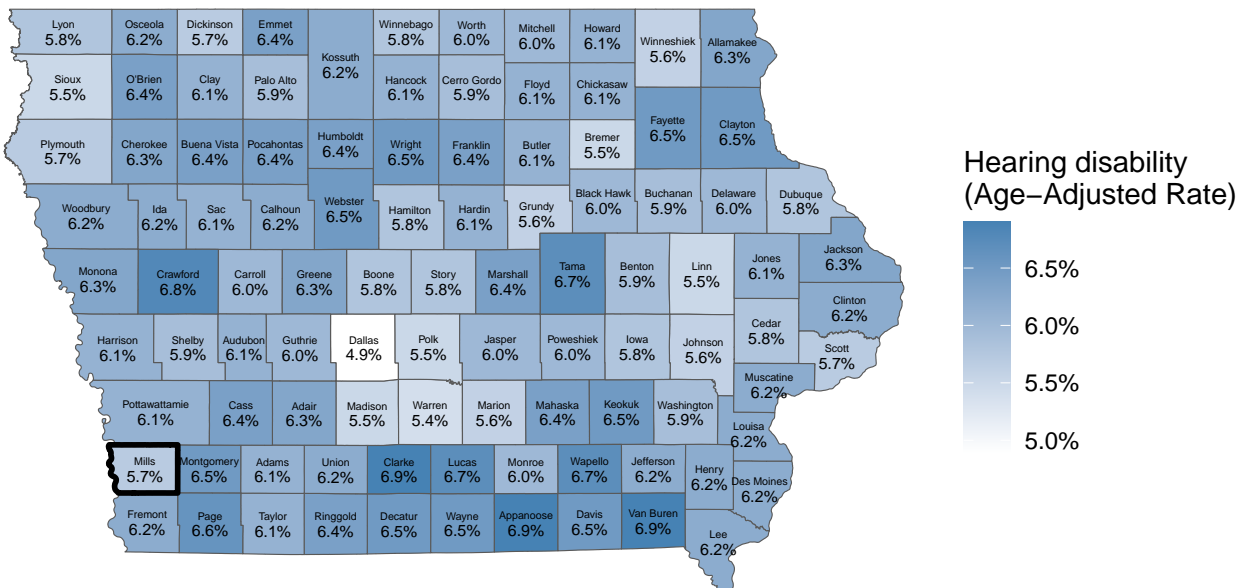 Lyon
5.8%
Osceola
6.2%
Dickinson
5.7%
Emmet
6.4%
Kossuth
6.2%
Winnebago
5.8%
Worth
6.0%
Mitchell
6.0%
Howard
6.1%
Winneshiek
5.6%
Allamakee
6.3%
Sioux
5.5%
O'Brien
6.4%
Clay
6.1%
Palo Alto
5.9%
Hancock
6.1%
Cerro Gordo
5.9%
Floyd
6.1%
Chickasaw
6.1%
Fayette
6.5%
Clayton
6.5%
Plymouth
5.7%
Cherokee
6.3%
Buena Vista
6.4%
Pocahontas
6.4%
Humboldt
6.4%
Wright
6.5%
Franklin
6.4%
Butler
6.1%
Bremer
5.5%
Woodbury
6.2%
Ida
6.2%
Sac
6.1%
Calhoun
6.2%
Webster
6.5%
Hamilton
5.8%
Hardin
6.1%
Grundy
5.6%
Black Hawk
6.0%
Buchanan
5.9%
Delaware
6.0%
Dubuque
5.8%
Monona
6.3%
Crawford
6.8%
Carroll
6.0%
Greene
6.3%
Boone
5.8%
Story
5.8%
Marshall
6.4%
Tama
6.7%
Benton
5.9%
Linn
5.5%
Jones
6.1%
Jackson
6.3%
Clinton
6.2%
Harrison
6.1%
Shelby
5.9%
Audubon
6.1%
Guthrie
6.0%
Dallas
4.9%
Polk
5.5%
Jasper
6.0%
Poweshiek
6.0%
Iowa
5.8%
Johnson
5.6%
Cedar
5.8%
Scott
5.7%
Muscatine
6.2%
Pottawattamie
6.1%
Cass
6.4%
Adair
6.3%
Madison
5.5%
Warren
5.4%
Marion
5.6%
Mahaska
6.4%
Keokuk
6.5%
Washington
5.9%
Louisa
6.2%
Mills
5.7%
Montgomery
6.5%
Adams
6.1%
Union
6.2%
Clarke
6.9%
Lucas
6.7%
Monroe
6.0%
Wapello
6.7%
Jefferson
6.2%
Henry
6.2%
Des Moines
6.2%
Fremont
6.2%
Page
6.6%
Taylor
6.1%
Ringgold
6.4%
Decatur
6.5%
Wayne
6.5%
Appanoose
6.9%
Davis
6.5%
Van Buren
6.9%
Lee
6.2%
Hearing disability
(Age−Adjusted Rate)
6.5%
6.0%
5.5%
5.0%